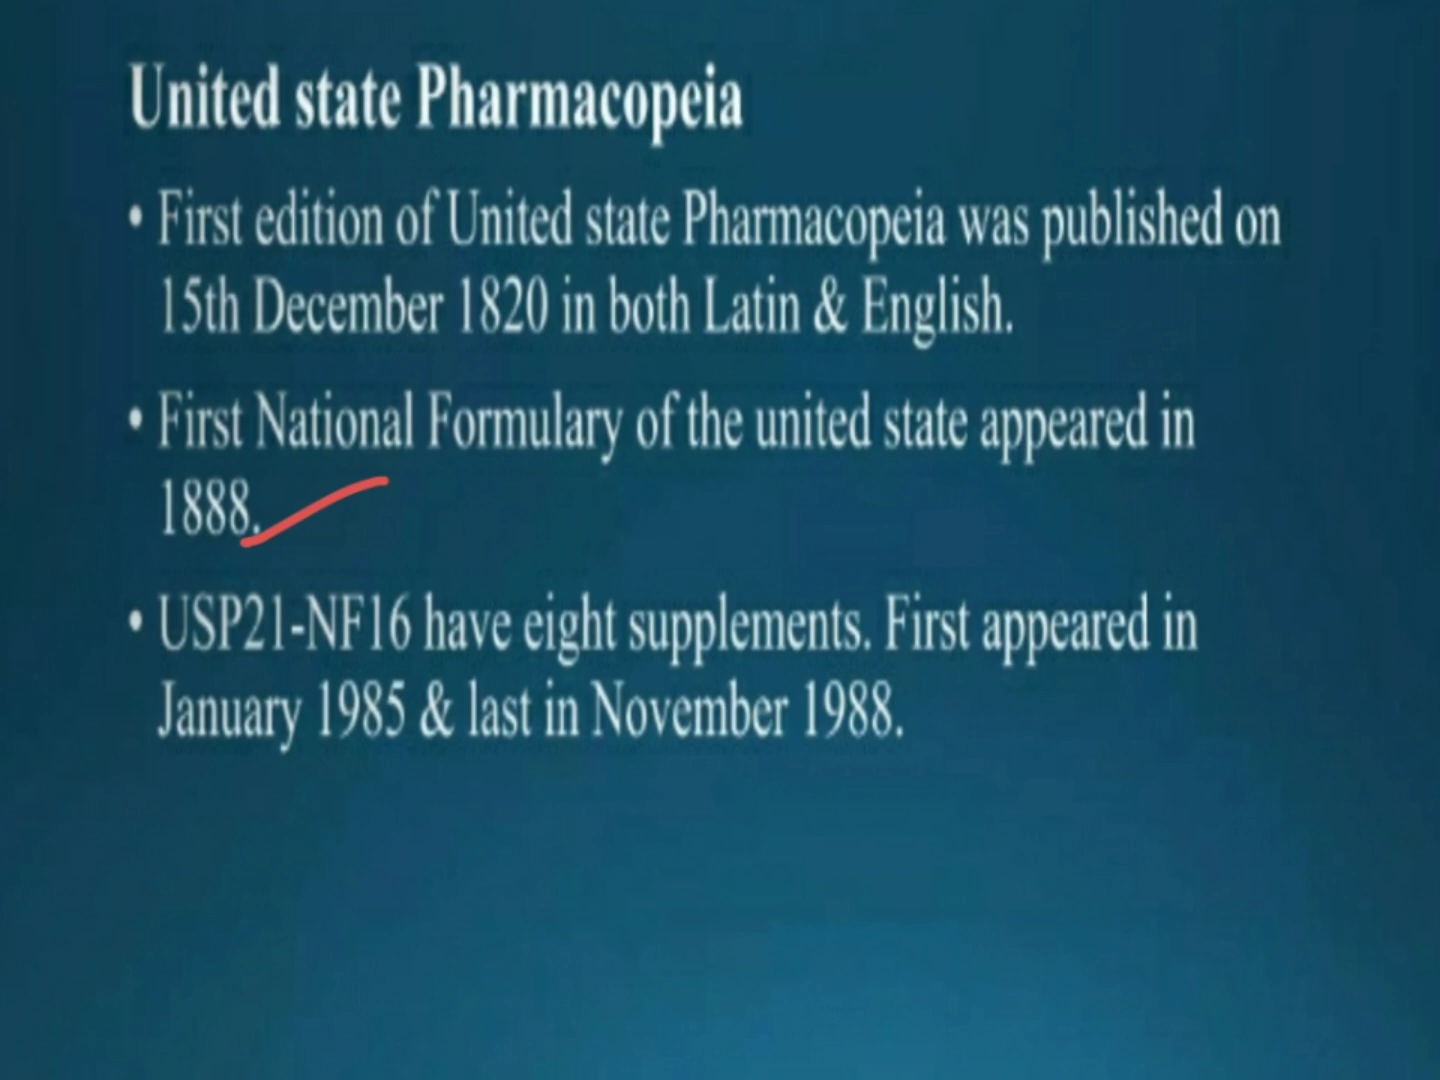 United state Pharmacopeia
• First edition of United state Pharmacopeia was published on
15th December 1820 in both Latin & English.
• First National Formulary of the united state appeared in
1888.
• USP21-NF16 have eight supplements. First appeared in
January 1985 & last in November 1988.